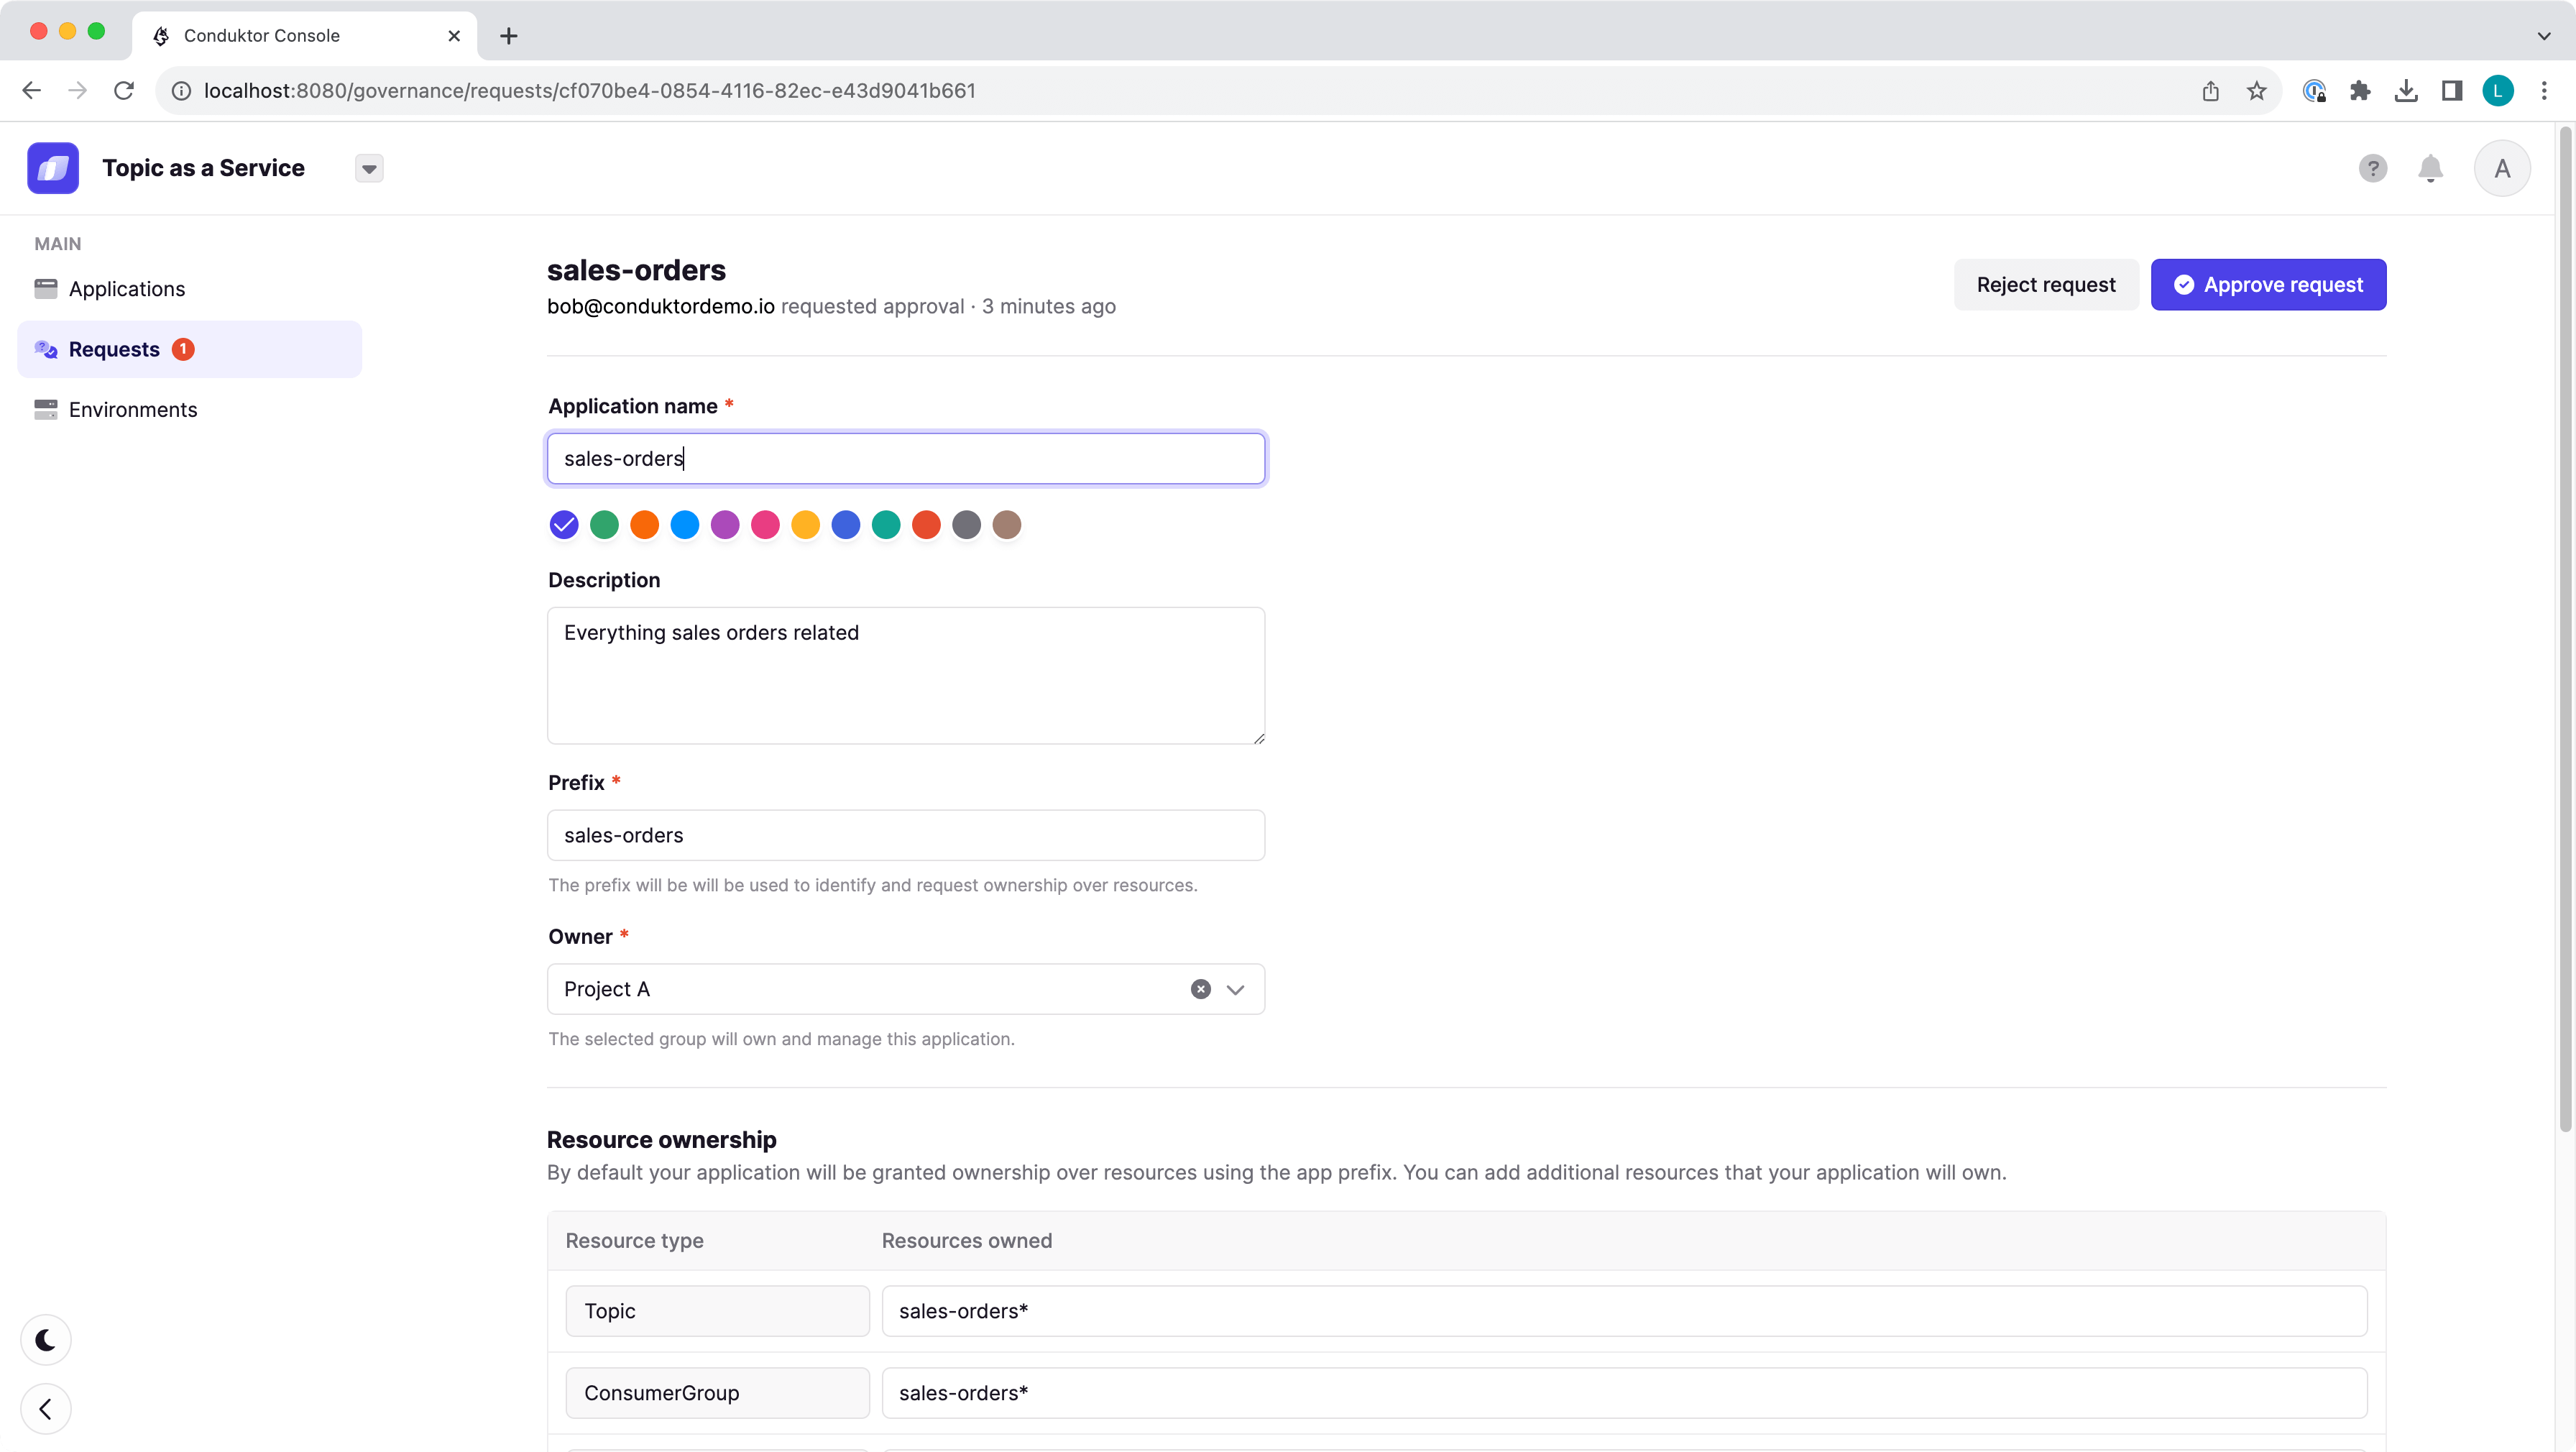 Conduktor Console
localhost:8080/governance/requests/cf070be4-0854-4116-82ec-e43d9041b661
L
Topic as a Service
?
A
MAIN
Applications
Requests 1
Environments
sales-orders
bob@conduktordemo.io requested approval · 3 minutes ago
Reject request
Approve request
Application name *
sales-orders
Description
Everything sales orders related
Prefix *
sales-orders
The prefix will be will be used to identify and request ownership over resources.
Owner *
Project A
The selected group will own and manage this application.
Resource ownership
By default your application will be granted ownership over resources using the app prefix. You can add additional resources that your application will own.
Resource type Resources owned
Topic sales-orders*
ConsumerGroup sales-orders*